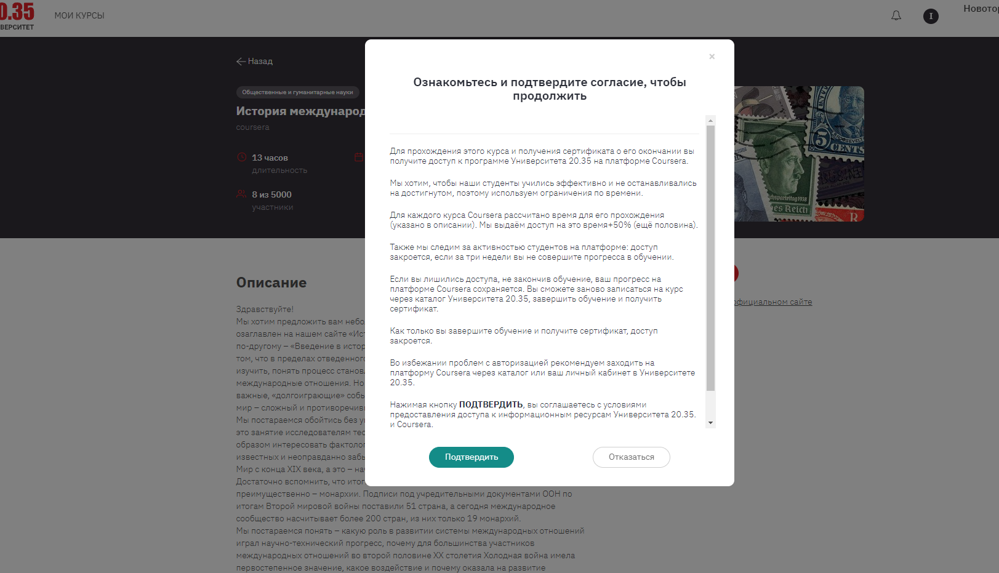 0.35
ВЕРСИТЕТ
МОИ КУРСЫ
I
Назад
Общественные и гуманитарные науки
История международ
coursera
13 часов
длительность
8 из 5000
участники
Ознакомьтесь и подтвердите согласие, чтобы
продолжить
Для прохождения этого курса и получения сертификата о его окончании вы
получите доступ к программе Университета 20.35 на платформе Coursera.
Мы хотим, чтобы наши студенты учились эффективно и не останавливались
на достигнутом, поэтому используем ограничения по времени.
Для каждого курса Coursera рассчитано время для его прохождения
(указано в описании). Мы выдаём доступ на это время+50% (ещё половина).
Также мы следим за активностью студентов на платформе: доступ
закроется, если за три недели вы не совершите прогресса в обучении.
Если вы лишились доступа, не закончив обучение, ваш прогресс на
платформе Coursera сохраняется. Вы сможете заново записаться на курс
через каталог Университета 20.35, завершить обучение и получить
сертификат.
Как только вы завершите обучение и получите сертификат, доступ
закроется.
Во избежании проблем с авторизацией рекомендуем заходить на
платформу Coursera через каталог или ваш личный кабинет в Университете
20.35.
Нажимая кнопку ПОДТВЕРДИТЬ, вы соглашаетесь с условиями
предоставления доступа к информационным ресурсам Университета 20.35.
и Coursera.
Подтвердить
Отказаться
5 CENTS
chsparteitag1938
es Reich
R
официальном сайте
Описание
Здравствуйте!
Мы хотим предложить вам небо
озаглавлен на нашем сайте «Ист
по-другому – «Введение в истор
том, что в пределах отведенного
изучить, понять процесс станов
международные отношения. Но
важные, «долгоиграющие» собы
мир – сложный и противоречив
Мы постараемся обойтись без у
это занятие исследователям тео
образом интересовать фактолог
известных и неоправданно забы
Мир с конца XIX века, а это – на
Достаточно вспомнить, что итог
преимущественно – монархии. Подписи под учредительными документами ООН по
итогам Второй мировой войны поставили 51 страна, а сегодня международное
сообщество насчитывает более 200 стран, из них только 19 монархий.
Мы постараемся понять – какую роль в развитии системы международных отношений
играл научно-технический прогресс, почему для большинства участников
международных отношений во второй половине XX столетия Холодная война имела
первостепенное значение, какое воздействие и почему оказала на развитие